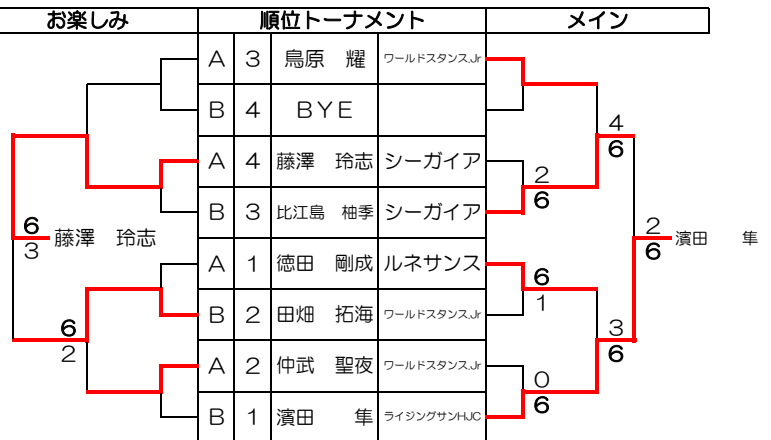 お楽しみ 順位トーナメント メイン
A 3 鳥原　耀 ワールドスタンスJr
B 4 BYE
4
6
A 4 藤澤　玲志 シーガイア
2
6
B 3 比江島　柚季 シーガイア
6
3 藤澤　玲志
2
6 濱田　隼
A 1 徳田　剛成 ルネサンス
6
1
B 2 田畑　拓海 ワールドスタンスJr
6
2
3
6
A 2 仲武　聖夜 ワールドスタンスJr
0
6
B 1 濱田　隼 ライジングサンHJC